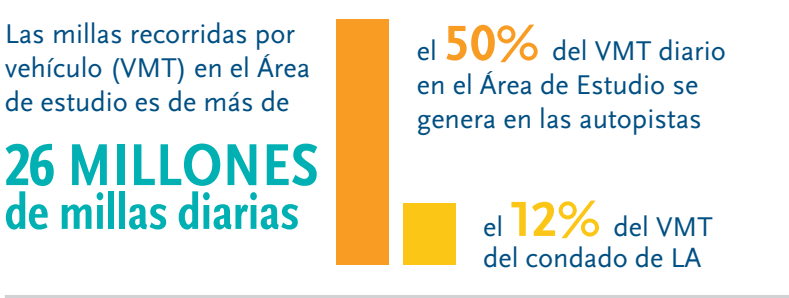 Las millas recorridas por
vehículo (VMT) en el Área
de estudio es de más de
26 MILLONES
de millas diarias
el 50% del VMT diario
en el Área de Estudio se
genera en las autopistas
el 12% del VMT
del condado de LA